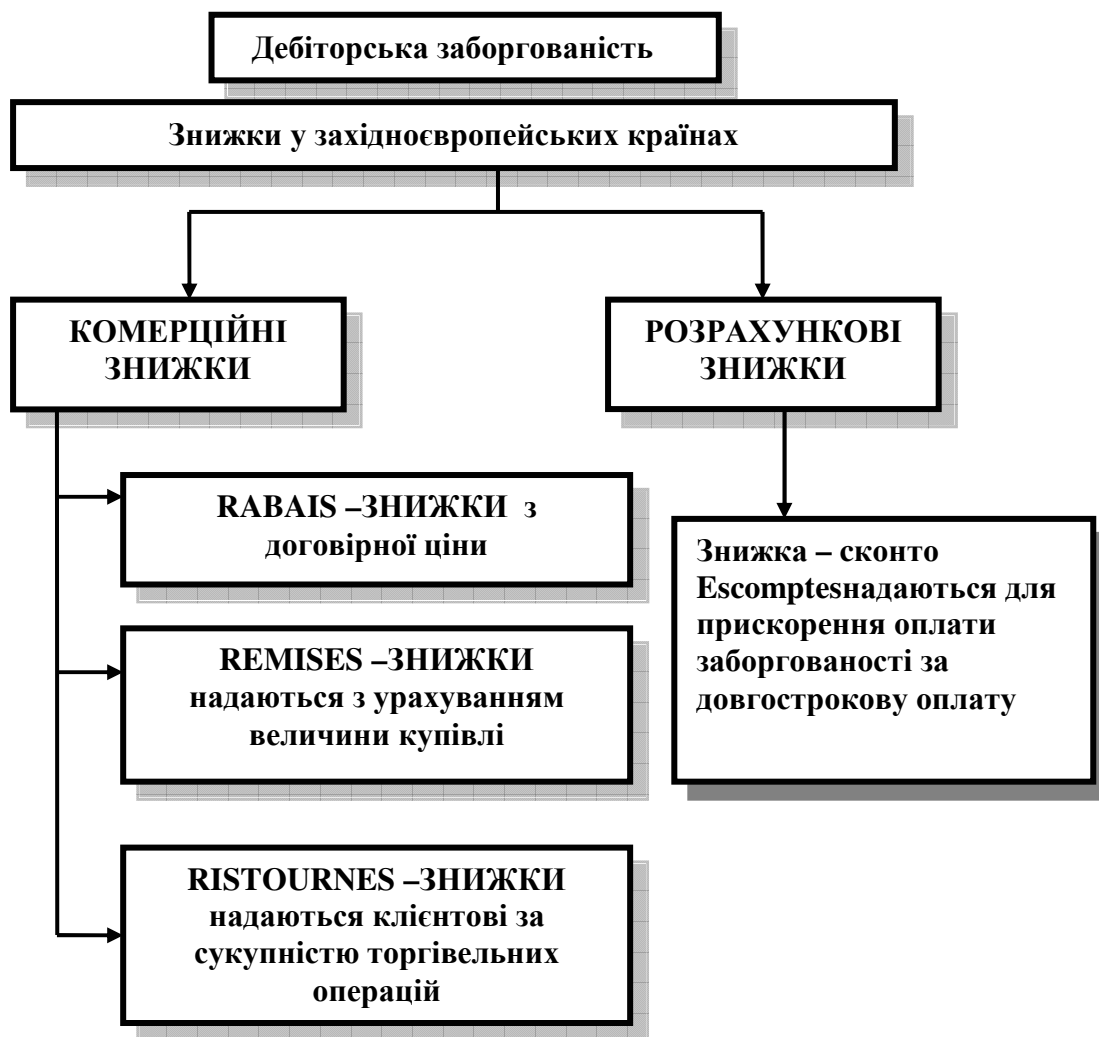 Дебіторська заборгованість
Знижки у західноєвропейських країнах
КОМЕРЦІЙНІ
ЗНИЖКИ
РОЗРАХУНКОВІ
ЗНИЖКИ
RABAIS –ЗНИЖКИ з
договірної ціни
REMISES –ЗНИЖКИ
надаються з урахуванням
величини купівлі
RISTOURNES –ЗНИЖКИ
надаються клієнтові за
сукупністю торгівельних
операцій
Знижка – сконто
Escomptesнадаються для
прискорення оплати
заборгованості за
довгострокову оплату